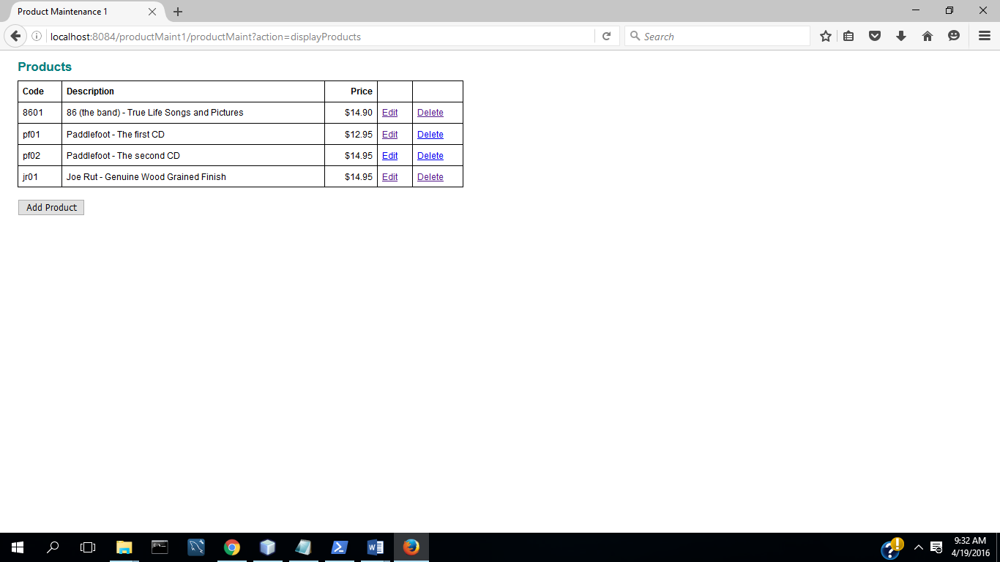 Product Maintenance 1
localhost:8084/productMaint1/productMaint?action=displayProducts
Search
Products
Code Description Price
8601 86 (the band) - True Life Songs and Pictures $14.90 Edit Delete
pf01 Paddlefoot - The first CD $12.95 Edit Delete
pf02 Paddlefoot - The second CD $14.95 Edit Delete
jr01 Joe Rut - Genuine Wood Grained Finish $14.95 Edit Delete
Add Product
9:32 AM
4/19/2016